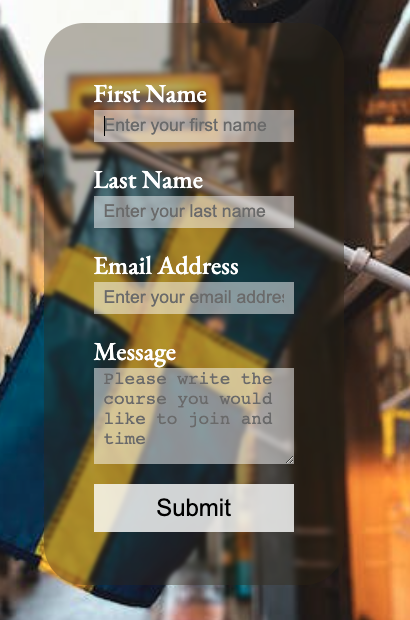 First Name
Enter your first name
Last Name
Enter your last name
Email Address
Enter your email addres
Message
Please write the
course you would
like to join and
time
Submit